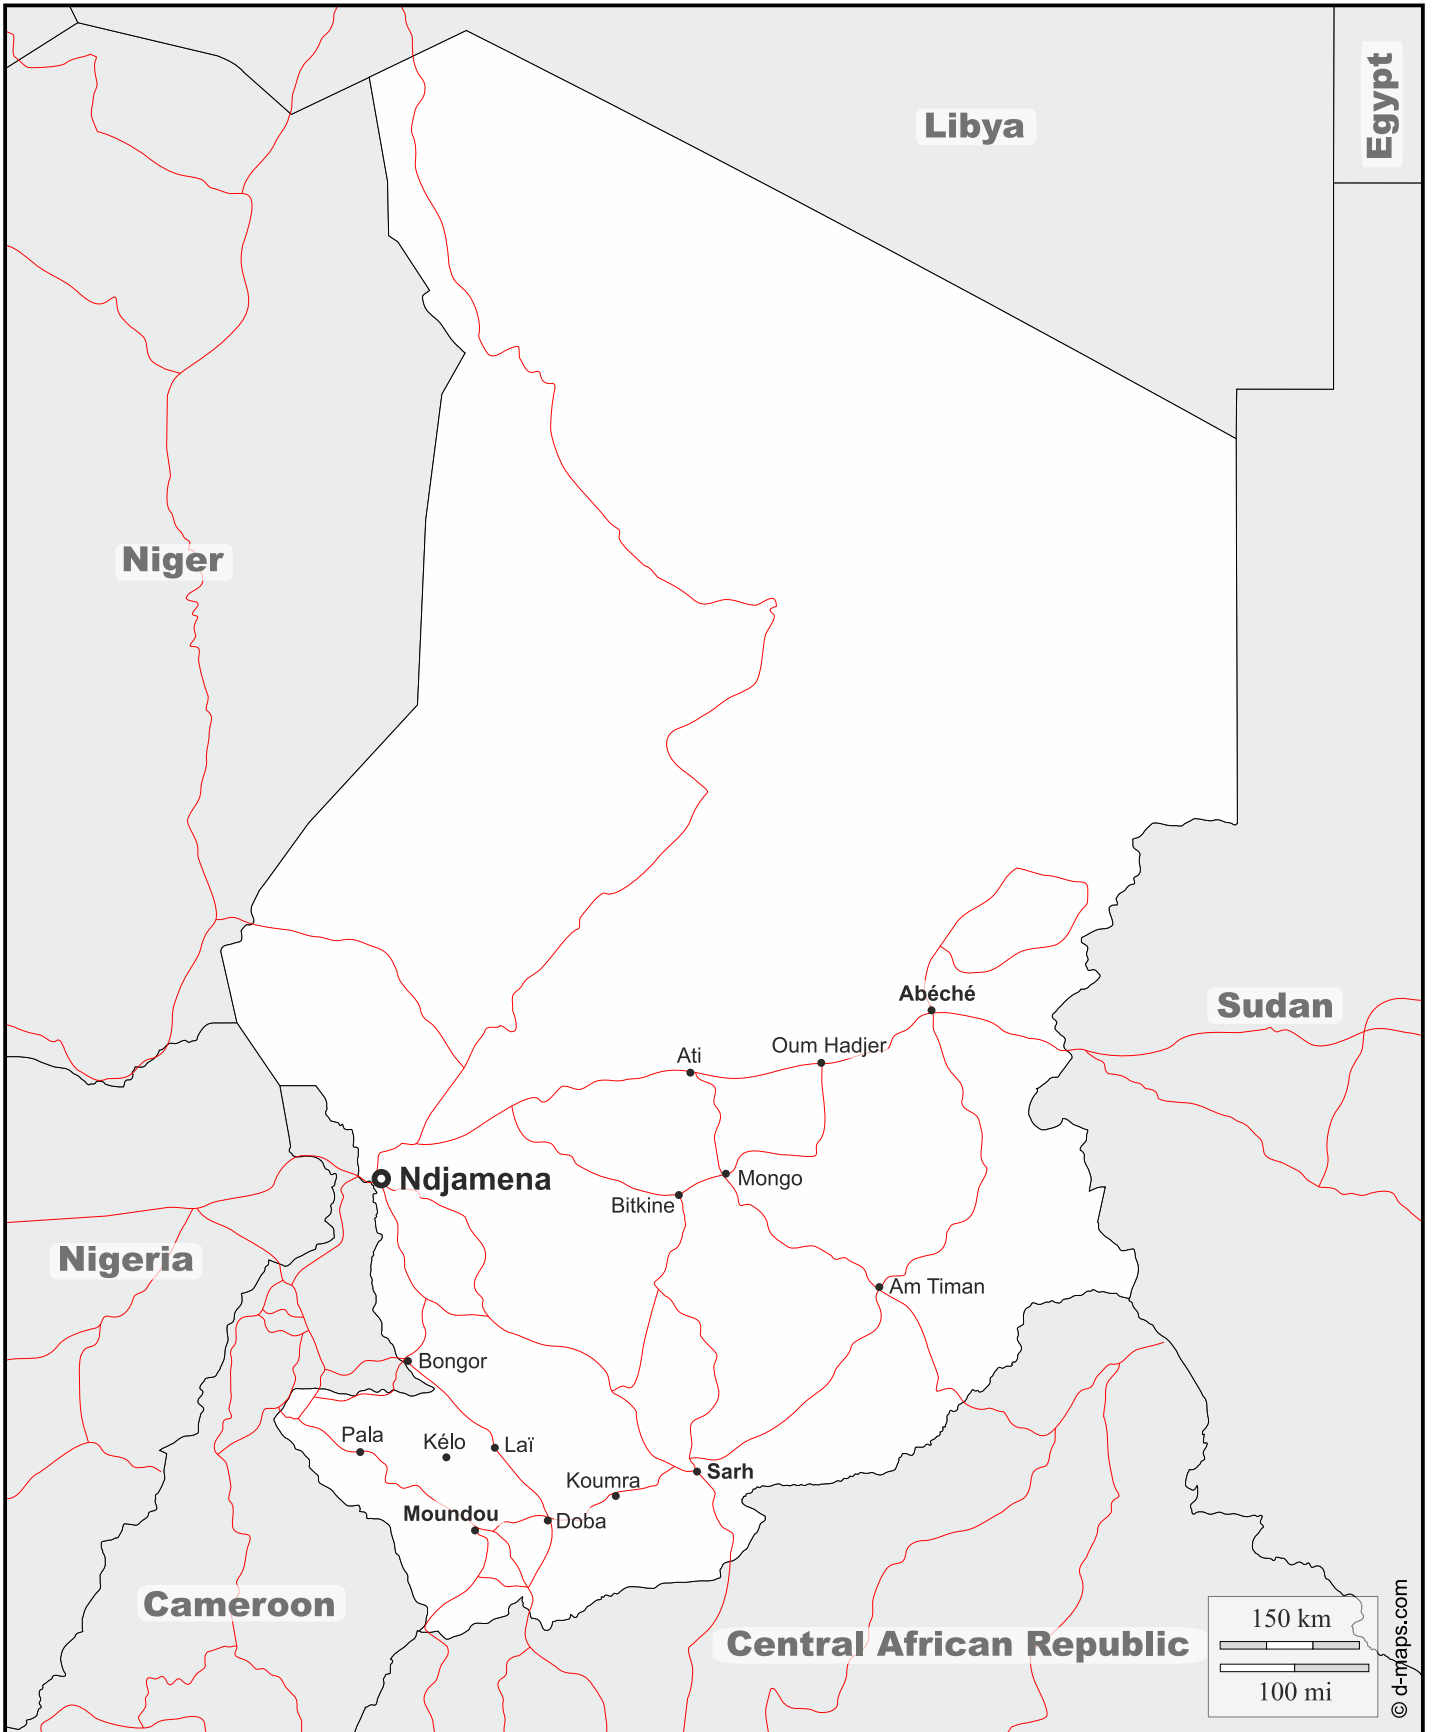 Egypt
Libya
Niger
Abéché
Sudan
Oum Hadjer
Ati
Ndjamena
Mongo
Bitkine
Nigeria
Am Timan
Bongor
Pala
Kélo
Laï
Sarh
Koumra
Moundou
Doba
Cameroon
Central African Republic
150 km
100 mi
© d-maps.com